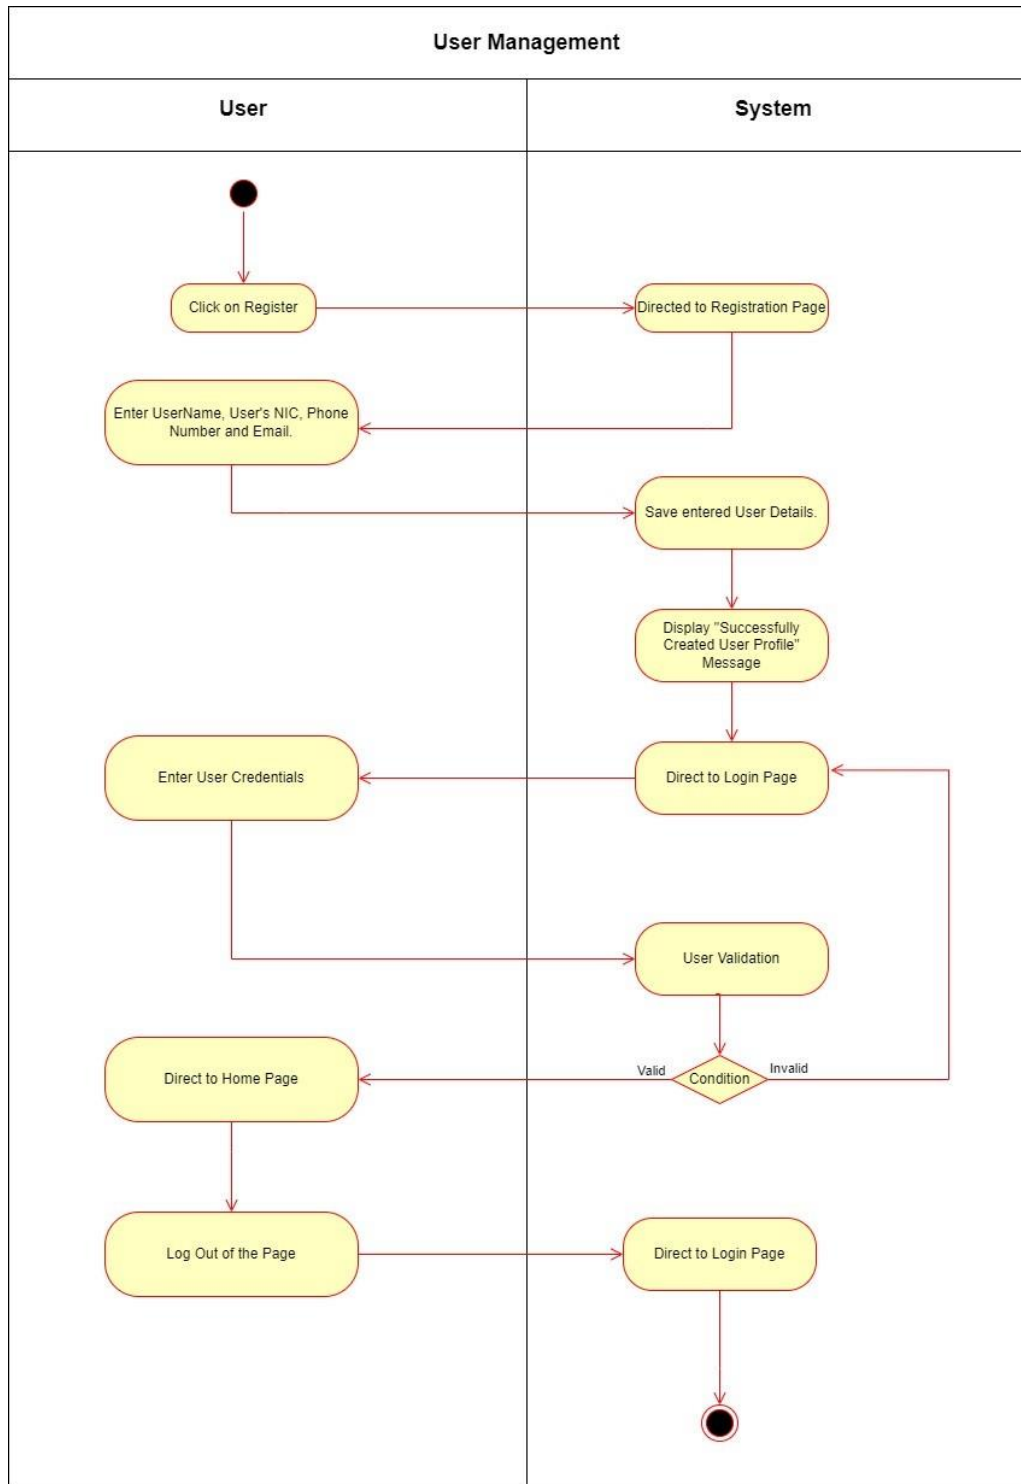 User Management
User
System
Click on Register
Directed to Registration Page
Enter UserName, User's NIC, Phone
Number and Email.
Save entered User Details.
Display "Successfully
Created User Profile"
Message
Enter User Credentials
Direct to Login Page
User Validation
Direct to Home Page
Valid
Condition
Invalid
Log Out of the Page
Direct to Login Page